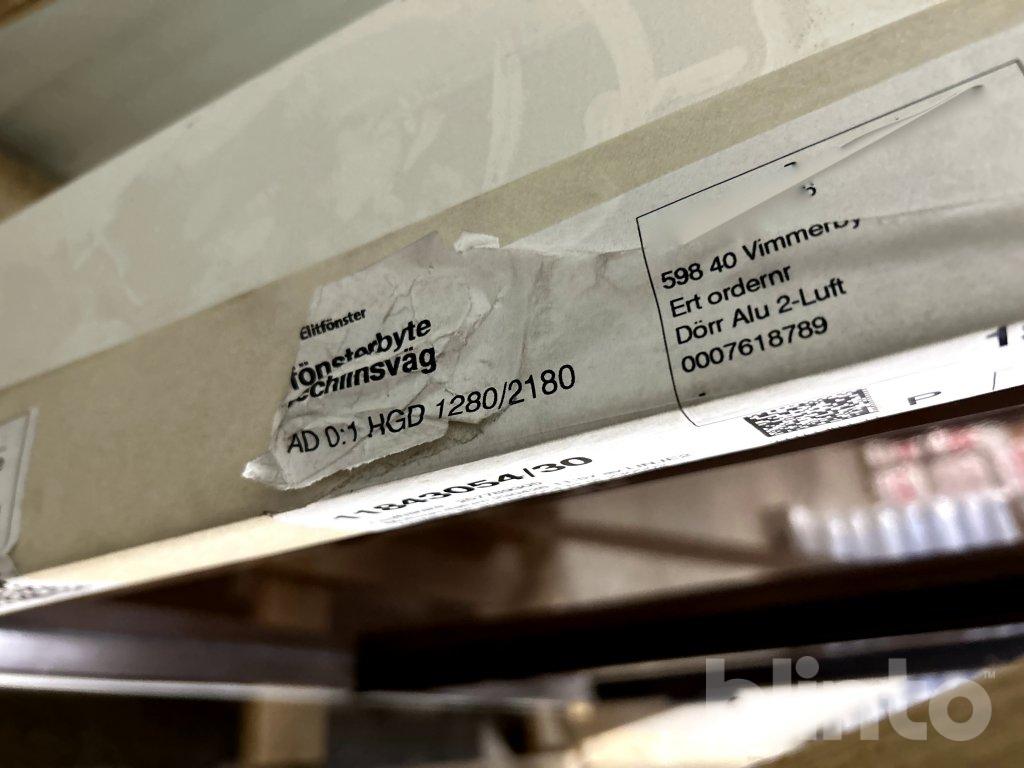 Elitfönster
fönsterbyte
AD 0:1 HGD 1280/2180
598 40 Vimmerby
Ert ordernr
Dörr Alu 2-Luft
0007618789
11843054/30
P
blinto™